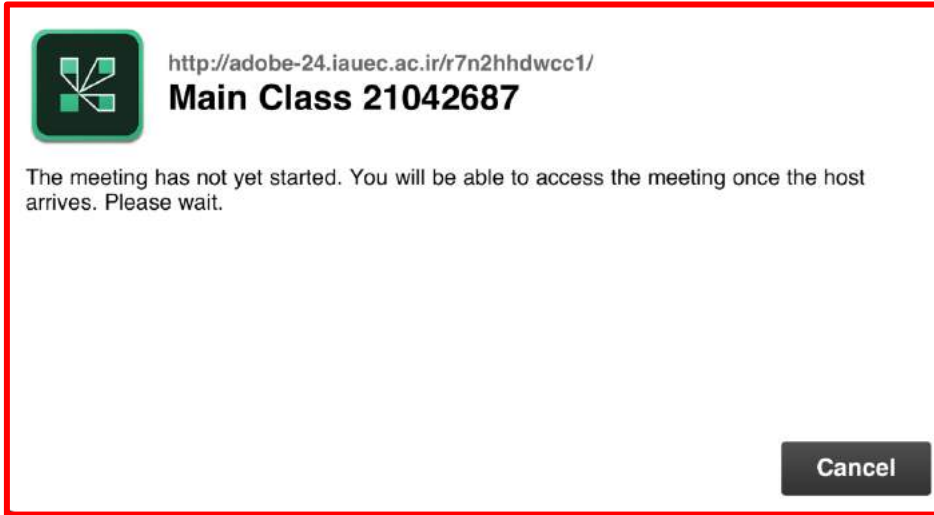 http://adobe-24.iauec.ac.ir/r7n2hhdwcc1/
Main Class 21042687
The meeting has not yet started. You will be able to access the meeting once the host
arrives. Please wait.
Cancel